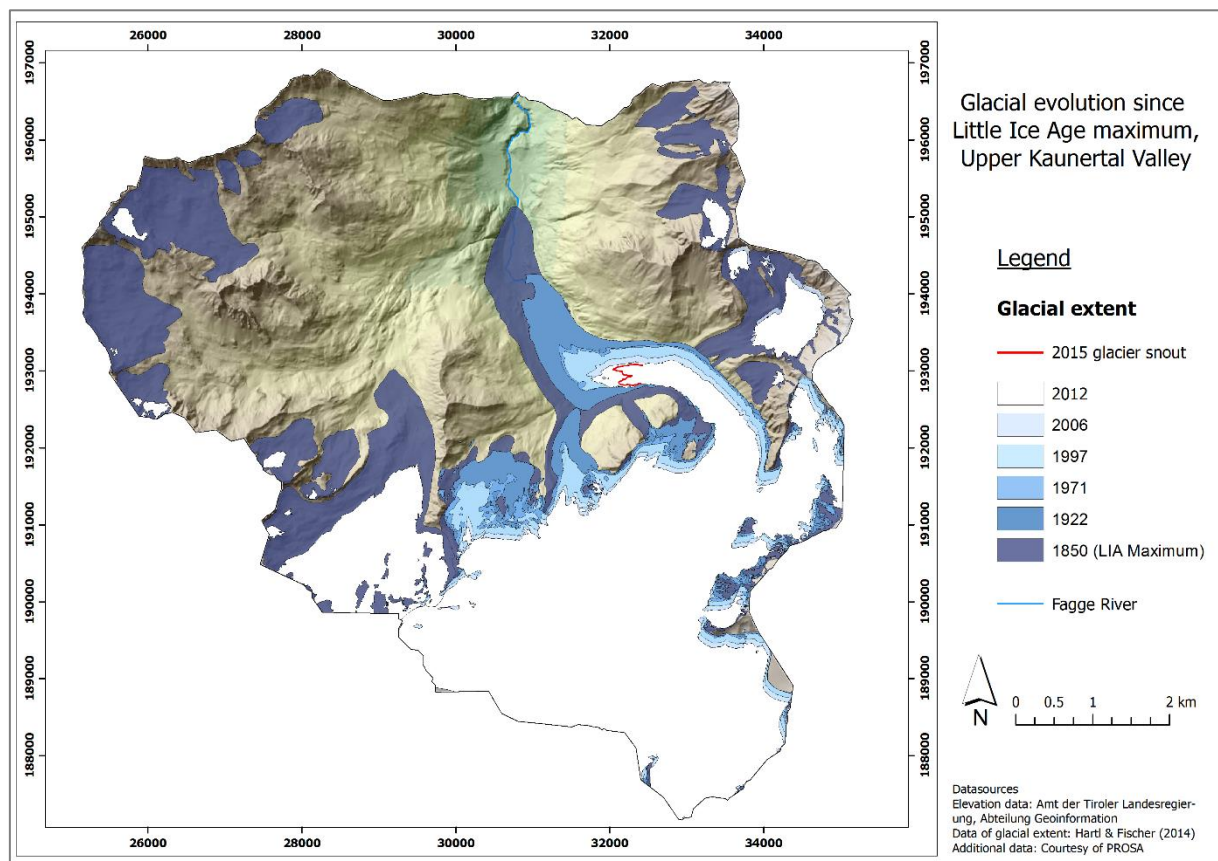 26000 28000 30000 32000 34000
197000
196000
195000
194000
193000
192000
191000
190000
189000
188000
26000 28000 30000 32000 34000
197000
196000
195000
194000
193000
192000
191000
190000
189000
188000
Glacial evolution since
Little Ice Age maximum,
Upper Kaunertal Valley
Legend
Glacial extent
2015 glacier snout
2012
2006
1997
1971
1922
1850 (LIA Maximum)
Fagge River
N
0 0.5 1 2 km
Datasources
Elevation data: Amt der Tiroler Landesregier-
ung, Abteilung Geoinformation
Data of glacial extent: Hartl & Fischer (2014)
Additional data: Courtesy of PROSA